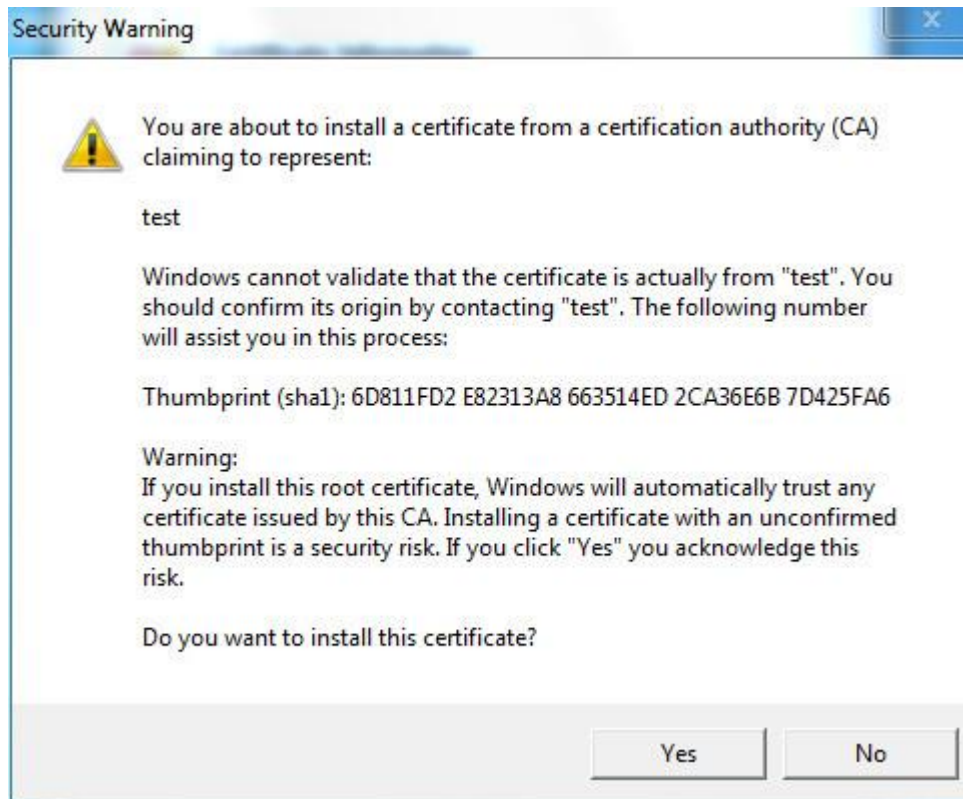 Security Warning
You are about to install a certificate from a certification authority (CA)
claiming to represent:
test
Windows cannot validate that the certificate is actually from "test". You
should confirm its origin by contacting "test". The following number
will assist you in this process:
Thumbprint (sha1): 6D811FD2 E82313A8 663514ED 2CA36E6B 7D425FA6
Warning:
If you install this root certificate, Windows will automatically trust any
certificate issued by this CA. Installing a certificate with an unconfirmed
thumbprint is a security risk. If you click "Yes" you acknowledge this
risk.
Do you want to install this certificate?
Yes
No